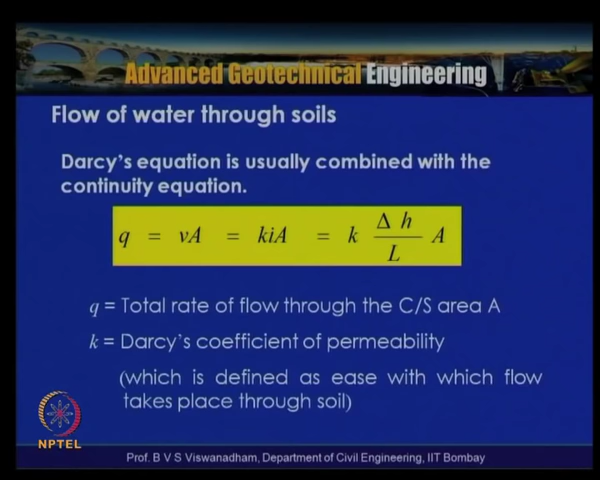 Advanced Geotechnical Engineering
Flow of water through soils
Darcy's equation is usually combined with the
continuity equation.
q = vA = kiA = k Δ h / L A
q = Total rate of flow through the C/S area A
k = Darcy's coefficient of permeability
(which is defined as ease with which flow
takes place through soil)
NPTEL
Prof. B V S Viswanadham, Department of Civil Engineering, IIT Bombay